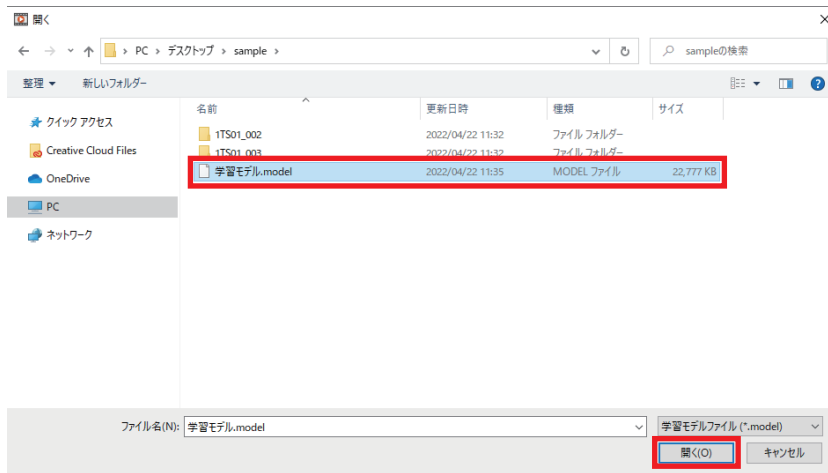 開く
PC › デスクトップ › sample ›
sampleの検索
整理 新しいフォルダー
名前 更新日時 種類 サイズ
クイック アクセス
Creative Cloud Files
OneDrive
PC
ネットワーク
1TS01_002 2022/04/22 11:32 ファイル フォルダー
1TS01_003 2022/04/22 11:32 ファイル フォルダー
学習モデル.model 2022/04/22 11:35 MODEL ファイル 22,777 KB
ファイル名(N): 学習モデル.model 学習モデルファイル (*.model)
開く(O) キャンセル